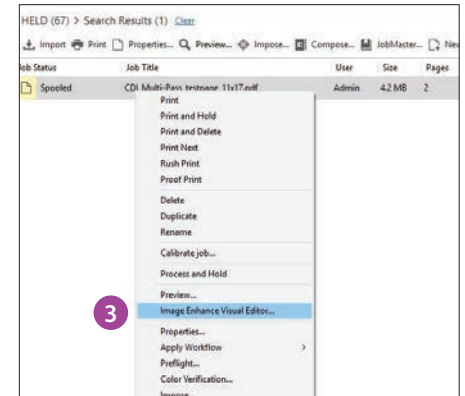 HELD (67) > Search Results (1) Clear
Import Print Properties... Preview... Impose... Compose... JobMaster... New
Job Status Job Title User Size Pages
Spooled CDI Multi-Pass testpage 11x17.pdf Admin 4.2 MB 2
Print
Print and Hold
Print and Delete
Print Next
Rush Print
Proof Print
Delete
Duplicate
Rename
Calibrate job...
Process and Hold
Preview...
3 Image Enhance Visual Editor...
Properties...
Apply Workflow >
Preflight...
Color Verification...
Impose...